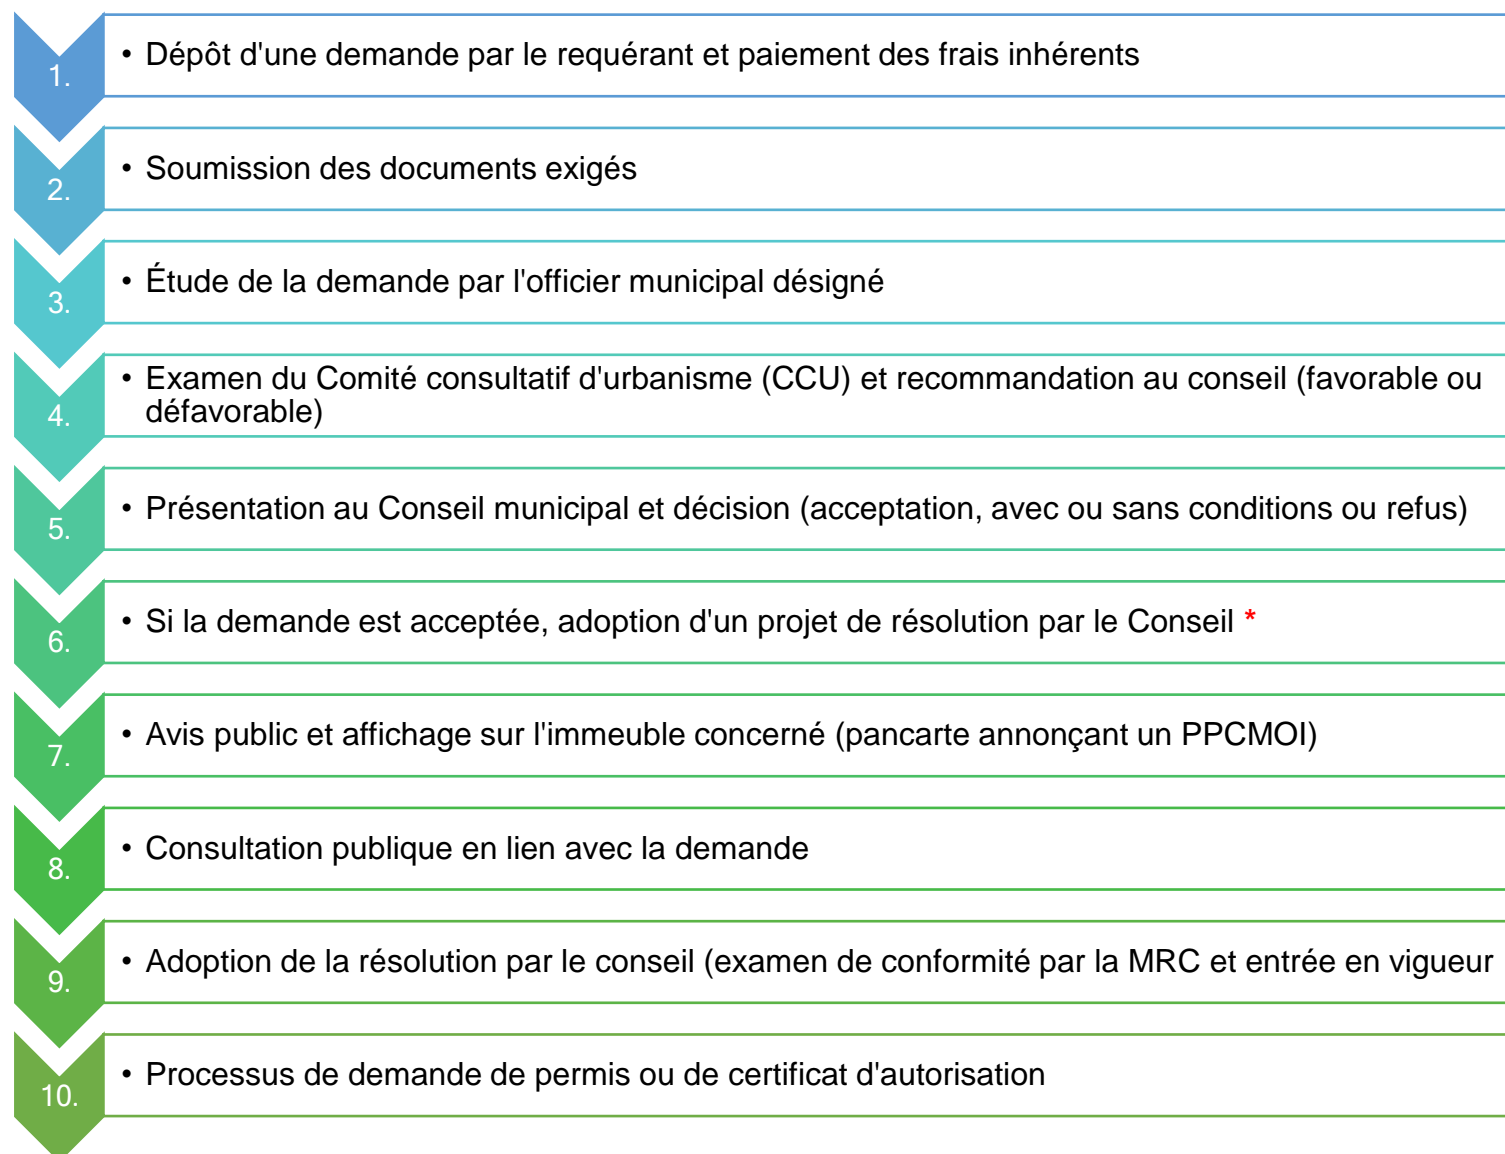 1.
• Dépôt d'une demande par le requérant et paiement des frais inhérents
2.
• Soumission des documents exigés
3.
• Étude de la demande par l'officier municipal désigné
4.
• Examen du Comité consultatif d'urbanisme (CCU) et recommandation au conseil (favorable ou
défavorable)
5.
• Présentation au Conseil municipal et décision (acceptation, avec ou sans conditions ou refus)
6.
• Si la demande est acceptée, adoption d'un projet de résolution par le Conseil *
7.
• Avis public et affichage sur l'immeuble concerné (pancarte annonçant un PPCMOI)
8.
• Consultation publique en lien avec la demande
9.
• Adoption de la résolution par le conseil (examen de conformité par la MRC et entrée en vigueur
10.
• Processus de demande de permis ou de certificat d'autorisation